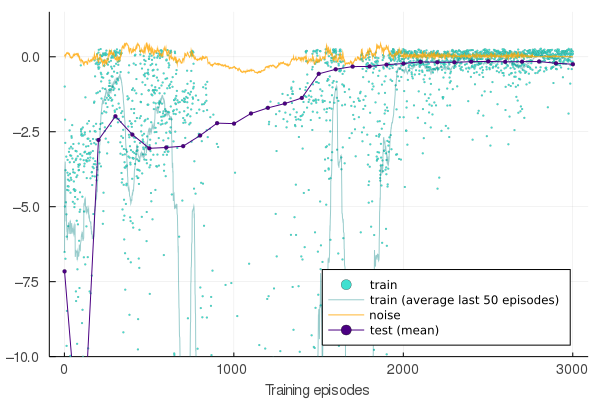 0.0
−2.5
−5.0
−7.5
−10.0
train
train (average last 50 episodes)
noise
test (mean)
0 1000 2000 3000
Training episodes